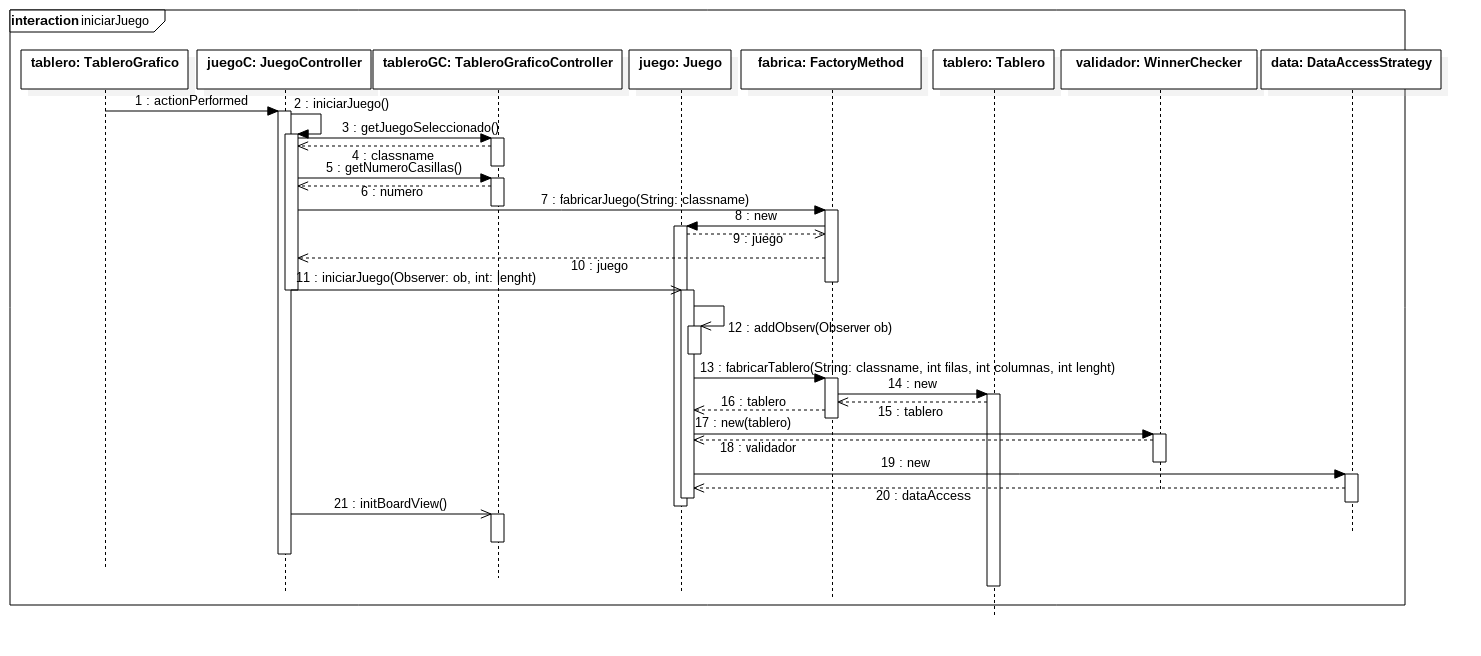 interaction iniciarJuego
tablero: TableroGrafico
juegoC: JuegoController
tableroGC: TableroGraficoController
juego: Juego
fabrica: FactoryMethod
tablero: Tablero
validador: WinnerChecker
data: DataAccessStrategy
1 : actionPerformed
2 : iniciarJuego()
3 : getJuegoSeleccionado()
4 : classname
5 : getNumeroCasillas()
6 : numero
7 : fabricarJuego(String: classname)
8 : new
9 : juego
10 : juego
11 : iniciarJuego(Observer: ob, int: lenght)
12 : addObserv(Observer ob)
13 : fabricarTablero(String: classname, int filas, int columnas, int lenght)
14 : new
15 : tablero
16 : tablero
17 : new(tablero)
18 : validador
19 : new
20 : dataAccess
21 : initBoardView()